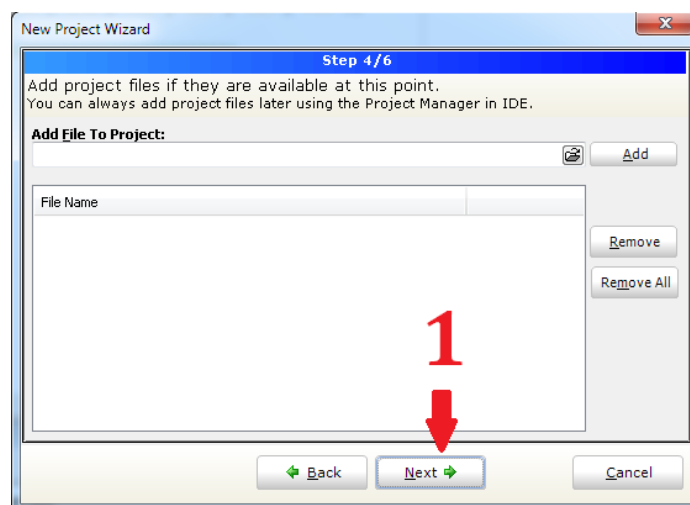 New Project Wizard
x
Step 4/6
Add project files if they are available at this point.
You can always add project files later using the Project Manager in IDE.
Add File To Project:
Add
File Name
Remove
Remove All
1
Back
Next
Cancel